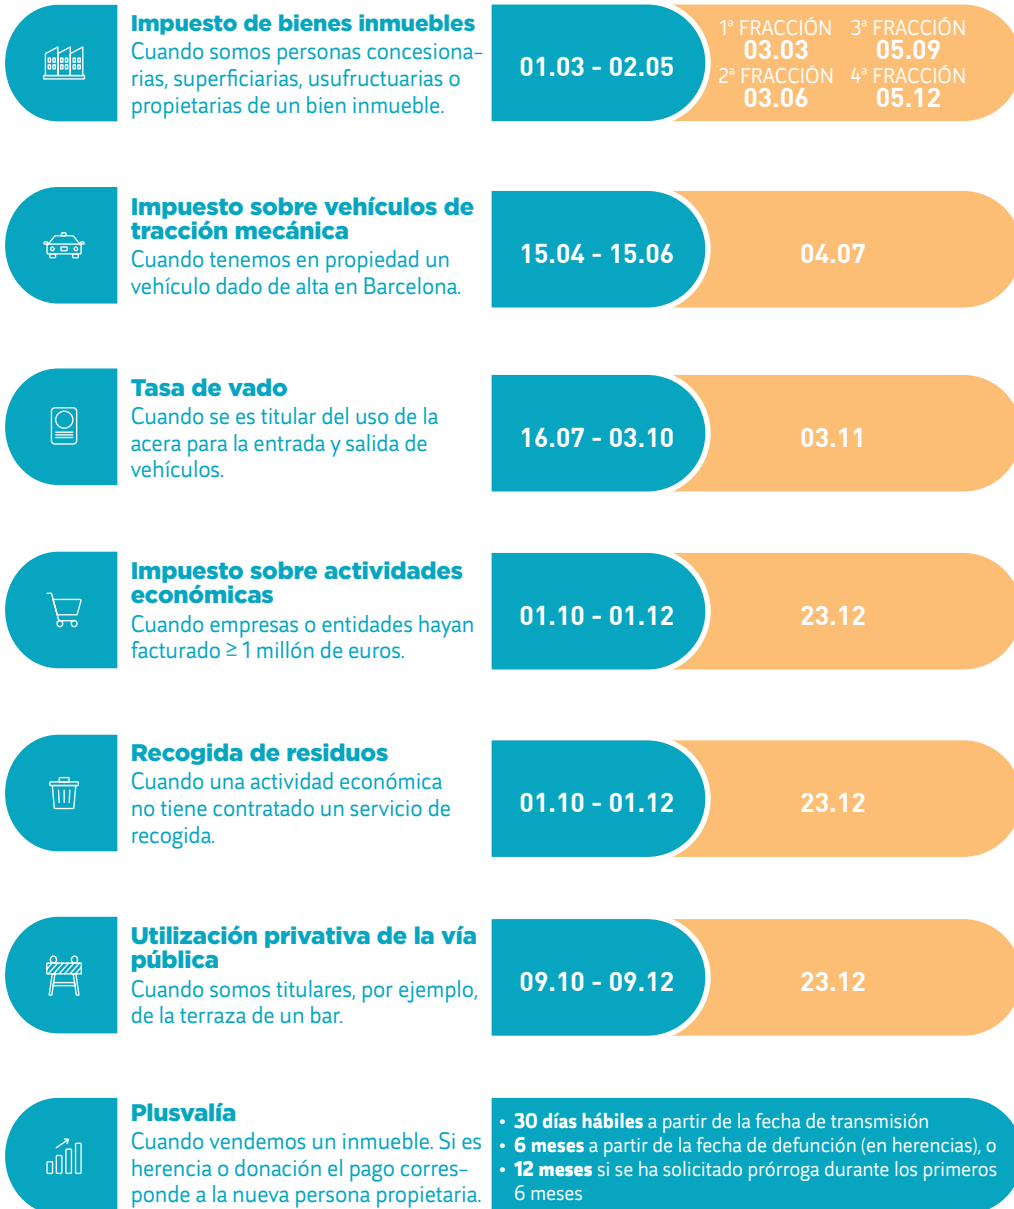 Impuesto de bienes inmuebles
Cuando somos personas concesiona-
rias, superficiarias, usufructuarias o
propietarias de un bien inmueble.
01.03 - 02.05
1ª FRACCIÓN
03.03
2ª FRACCIÓN
03.06
3ª FRACCIÓN
05.09
4ª FRACCIÓN
05.12
Impuesto sobre vehículos de
tracción mecánica
Cuando tenemos en propiedad un
vehículo dado de alta en Barcelona.
15.04 - 15.06
04.07
Tasa de vado
Cuando se es titular del uso de la
acera para la entrada y salida de
vehículos.
16.07 - 03.10
03.11
Impuesto sobre actividades
económicas
Cuando empresas o entidades hayan
facturado ≥ 1 millón de euros.
01.10 - 01.12
23.12
Recogida de residuos
Cuando una actividad económica
no tiene contratado un servicio de
recogida.
01.10 - 01.12
23.12
Utilización privativa de la vía
pública
Cuando somos titulares, por ejemplo,
de la terraza de un bar.
09.10 - 09.12
23.12
Plusvalía
Cuando vendemos un inmueble. Si es
herencia o donación el pago corres-
ponde a la nueva persona propietaria.
• 30 días hábiles a partir de la fecha de transmisión
• 6 meses a partir de la fecha de defunción (en herencias), o
• 12 meses si se ha solicitado prórroga durante los primeros
6 meses